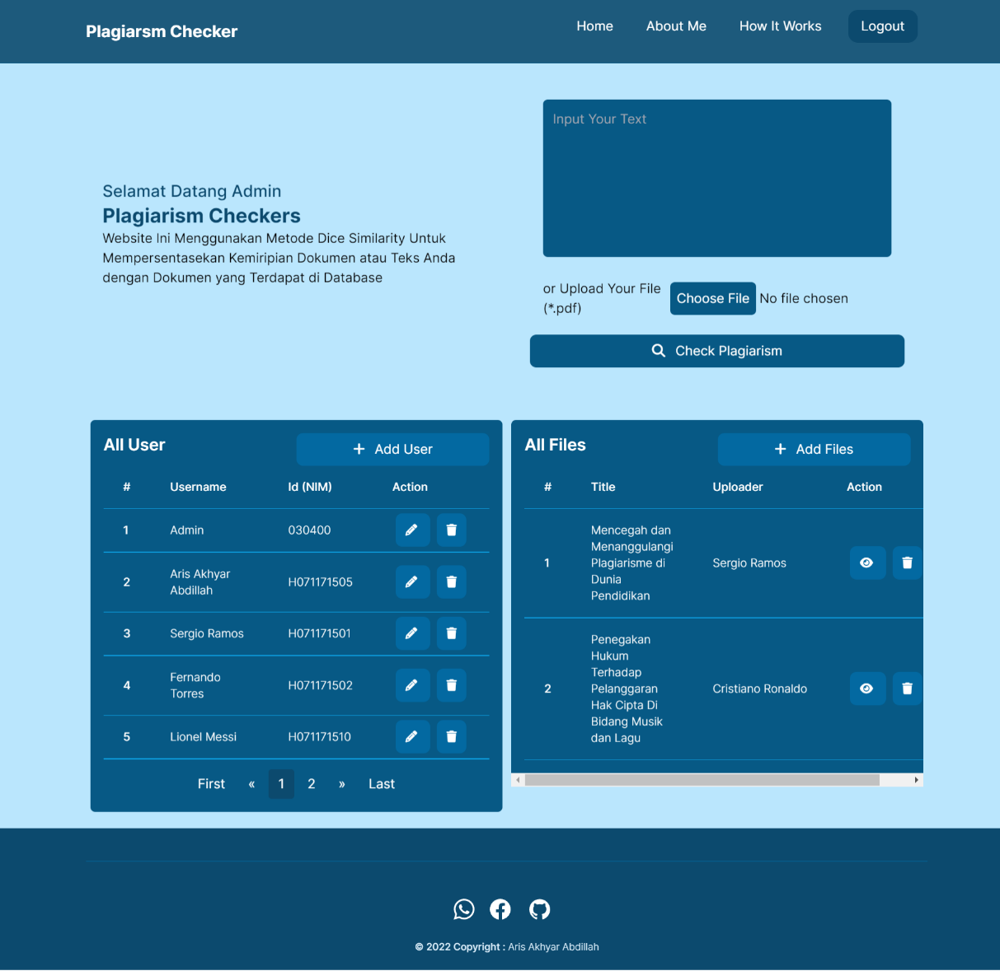 Plagiarsm Checker
Home
About Me
How It Works
Logout
Input Your Text
Selamat Datang Admin
Plagiarism Checkers
Website Ini Menggunakan Metode Dice Similarity Untuk
Mempersentasekan Kemiripian Dokumen atau Teks Anda
dengan Dokumen yang Terdapat di Database
or Upload Your File
(*.pdf)
Choose File No file chosen
Check Plagiarism
All User
+ Add User
# Username Id (NIM) Action
1 Admin 030400
2 Aris Akhyar
Abdillah H071171505
3 Sergio Ramos H071171501
4 Fernando
Torres H071171502
5 Lionel Messi H071171510
First « 1 2 » Last
All Files
+ Add Files
# Title Uploader Action
1 Mencegah dan
Menanggulangi
Plagiarisme di
Dunia
Pendidikan
Sergio Ramos
2 Penegakan
Hukum
Terhadap
Pelanggaran
Hak Cipta Di
Bidang Musik
dan Lagu
Cristiano Ronaldo
© 2022 Copyright : Aris Akhyar Abdillah